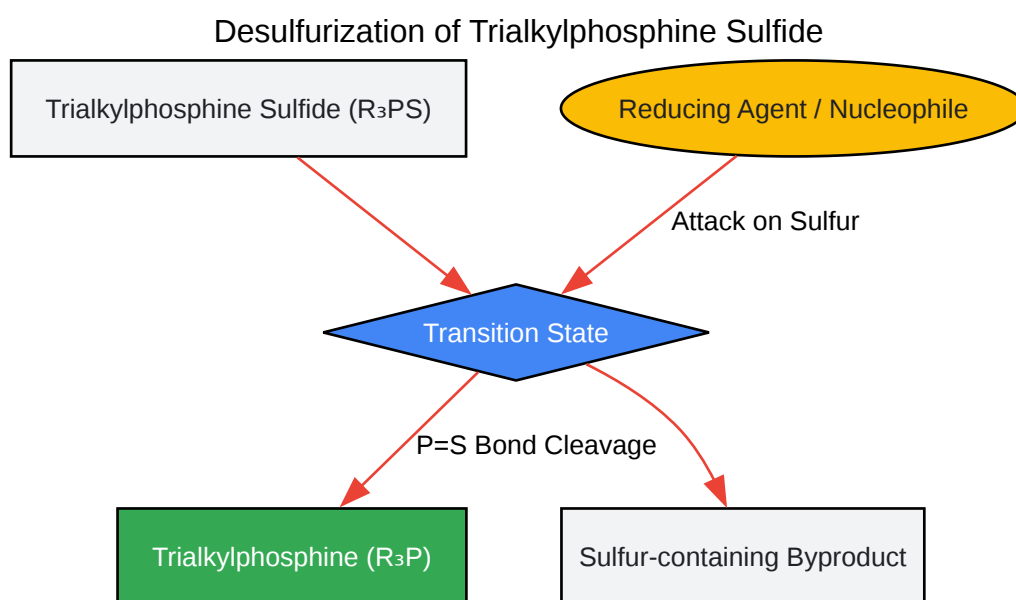 Desulfurization of Trialkylphosphine Sulfide
Trialkylphosphine Sulfide (R₃PS)
Reducing Agent / Nucleophile
Attack on Sulfur
Transition State
P=S Bond Cleavage
Trialkylphosphine (R₃P)
Sulfur-containing Byproduct